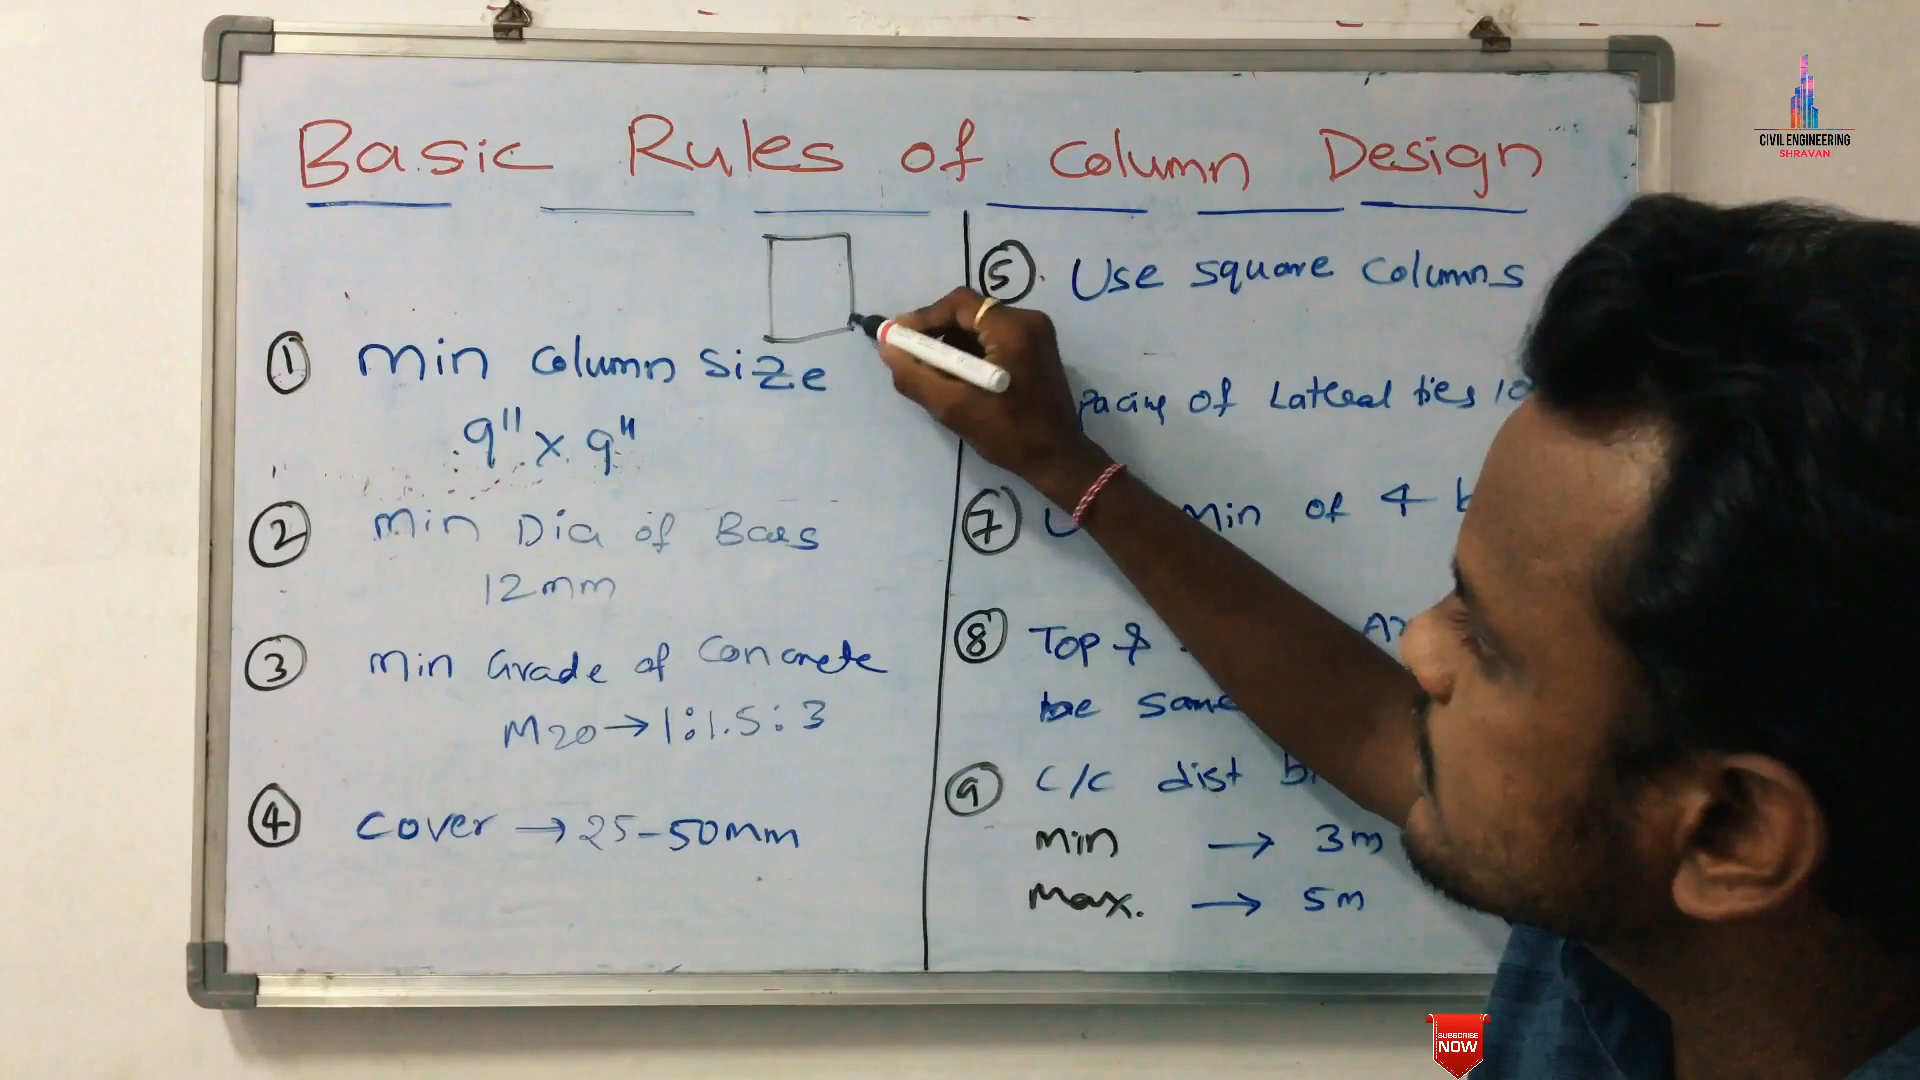 Basic Rules of Column Design
CIVIL ENGINEERING
SHRAVAN
① Min Column Size
9" x 9"
② Min Dia of Bars
12mm
③ Min Grade of Concrete
M20 → 1:1.5:3
④ Cover → 25-50mm
⑤. Use Square Columns
of Lateral ties
⑦ Min of 4
⑧ Top &
be Same
⑨ C/C dist
Min → 3m
Max. → 5m
SUBSCRIBE
NOW